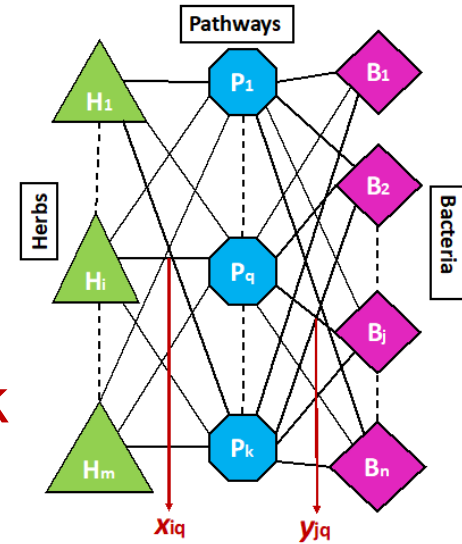 Pathways
Herbs
Bacteria
H1
Hi
Hm
P1
Pq
Pk
B1
B2
Bj
Bn
k
xiq
yjq